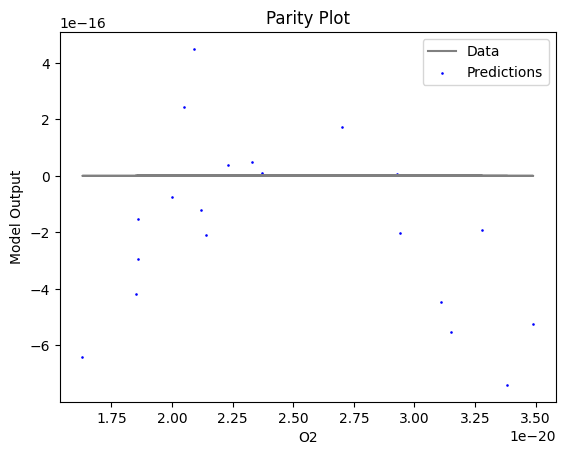 Parity Plot
1e−16
Data
Predictions
4
2
0
−2
−4
−6
Model Output
1.75 2.00 2.25 2.50 2.75 3.00 3.25 3.50
1e−20
O2